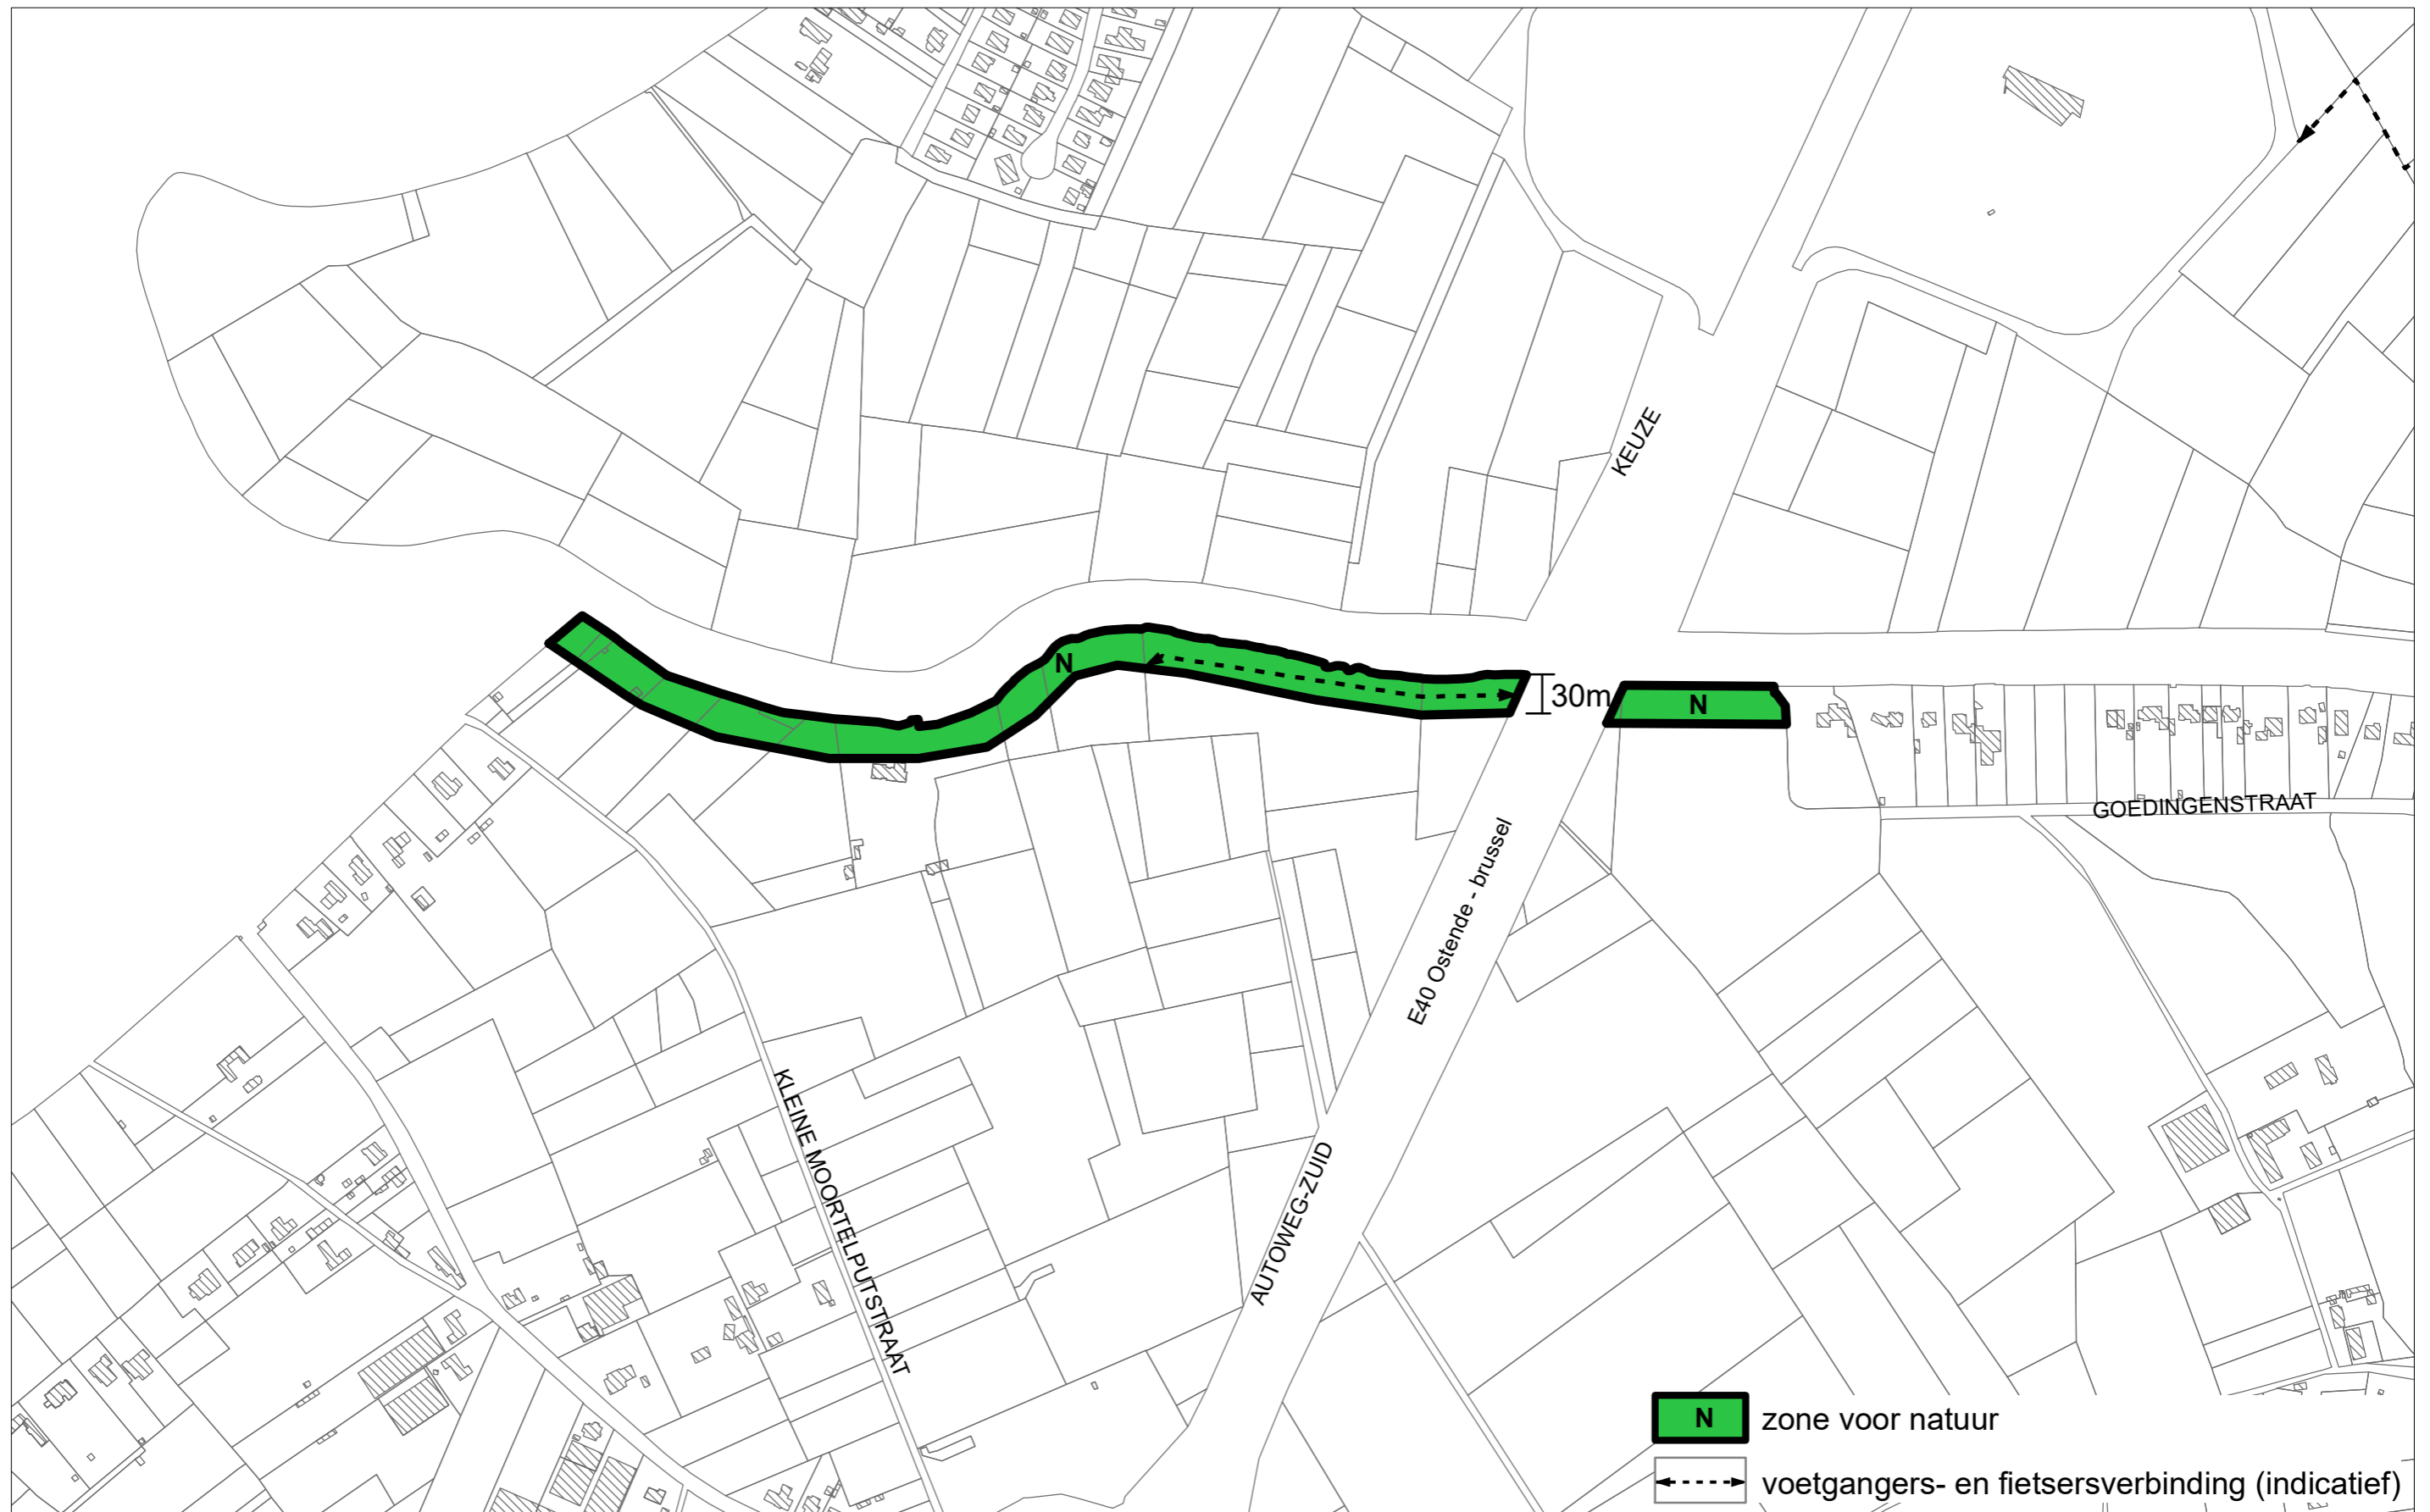 KEUZE
N
30m
N
GOEDINGENSTRAAT
E40 Ostende - brussel
KLEINE MOORTELPUTSTRAAT
AUTOWEG-ZUID
N zone voor natuur
voetgangers- en fietsersverbinding (indicatief)